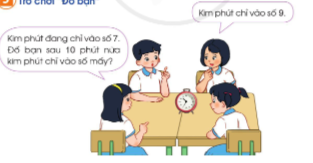 Trò chơi "Đố bạn"
Kim phút chỉ vào số 9.
Kim phút đang chỉ vào số 7.
Đố bạn sau 10 phút nữa
kim phút chỉ vào số mấy?